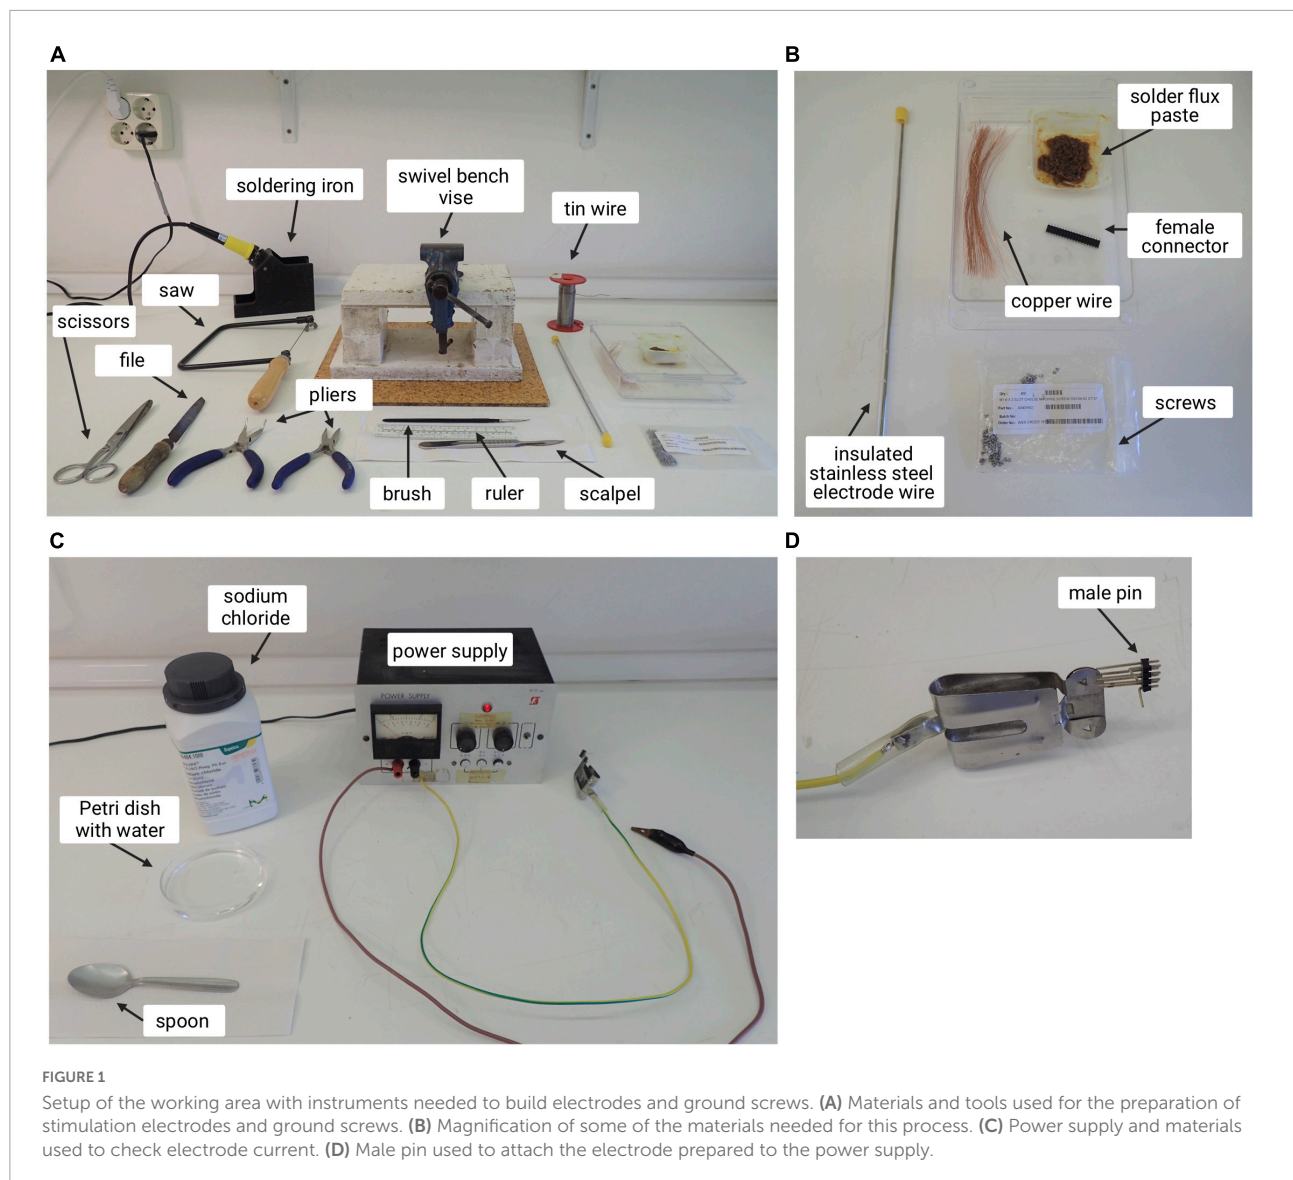 A
soldering iron
swivel bench
vise
tin wire
saw
scissors
file
pliers
brush
ruler
scalpel
B
solder flux
paste
female
connector
copper wire
screws
insulated
stainless steel
electrode wire
C
sodium
chloride
power supply
POWER SUPPLY
Petri dish
with water
spoon
D
male pin
FIGURE 1
Setup of the working area with instruments needed to build electrodes and ground screws. (A) Materials and tools used for the preparation of
stimulation electrodes and ground screws. (B) Magnification of some of the materials needed for this process. (C) Power supply and materials
used to check electrode current. (D) Male pin used to attach the electrode prepared to the power supply.